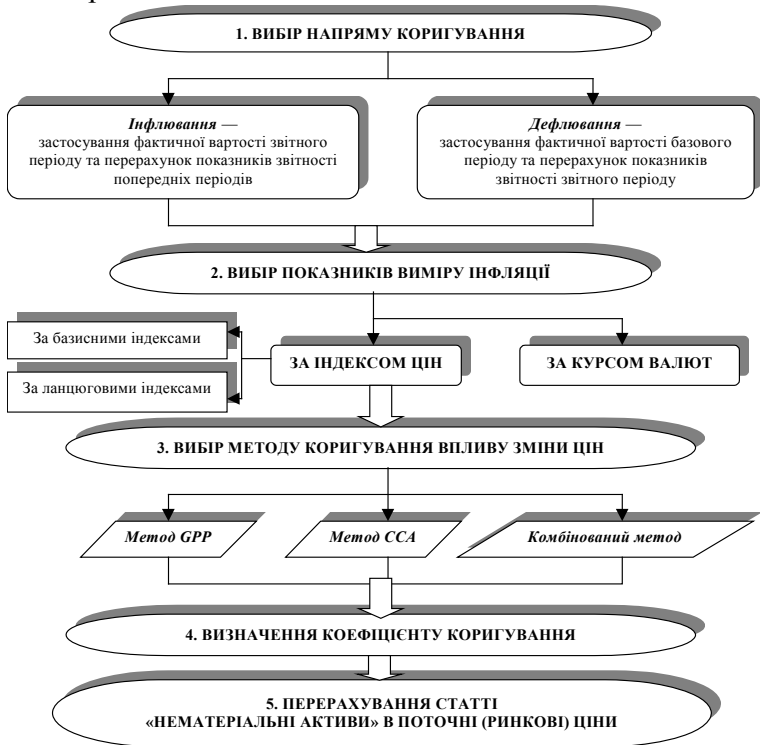 1. ВИБІР НАПРЯМУ КОРИГУВАННЯ
Інфлювання —
застосування фактичної вартості звітного
періоду та перерахунок показників звітності
попередніх періодів
Дефлювання —
застосування фактичної вартості базового
періоду та перерахунок показників
звітності звітного періоду
2. ВИБІР ПОКАЗНИКІВ ВИМІРУ ІНФЛЯЦІЇ
За базисними індексами
За ланцюговими індексами
ЗА ІНДЕКСОМ ЦІН
ЗА КУРСОМ ВАЛЮТ
3. ВИБІР МЕТОДУ КОРИГУВАННЯ ВПЛИВУ ЗМІНИ ЦІН
Метод GPP
Метод ССА
Комбінований метод
4. ВИЗНАЧЕННЯ КОЕФІЦІЄНТУ КОРИГУВАННЯ
5. ПЕРЕРАХУВАННЯ СТАТТІ
«НЕМАТЕРІАЛЬНІ АКТИВИ» В ПОТОЧНІ (РИНКОВІ) ЦІНИ